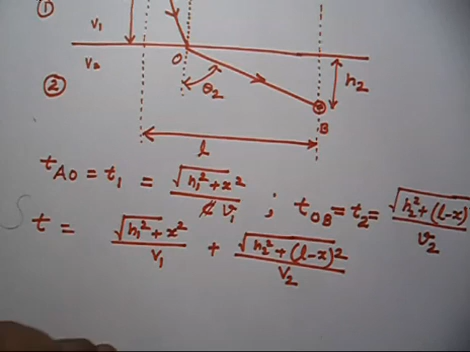 ①
V₁
O
V₂
②
θ₂
h₂
B
l
t_AO = t₁ = √(h₁² + x²) / V₁ ; t_OB = t₂ = √(h₂² + (l-x) / V₂
t = √(h₁² + x²) / V₁ + √(h₂² + (l-x)²) / V₂